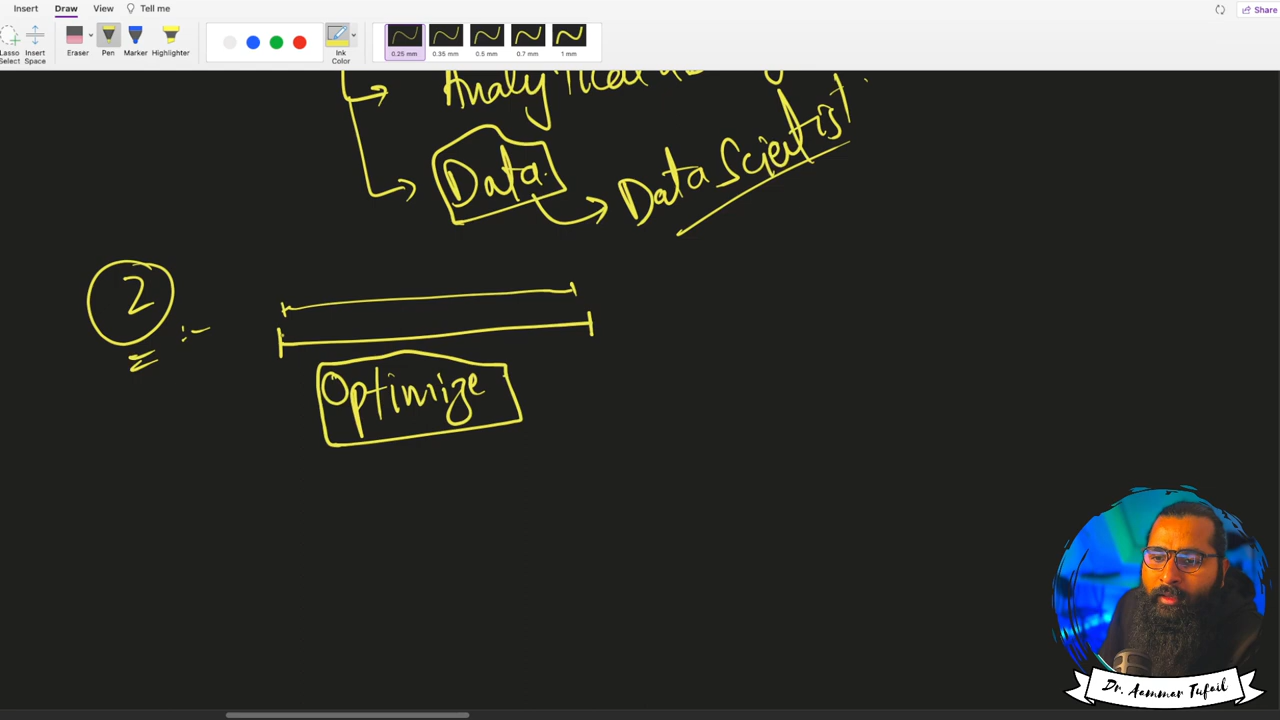 Insert Draw View Tell me Share
Lasso Select Insert Space Eraser Pen Marker Highlighter Ink Color 0.25 mm 0.35 mm 0.5 mm 0.7 mm 1 mm
Analytical
Data Data Scientist
2 :-
Optimize
Dr. Aammar Tufail